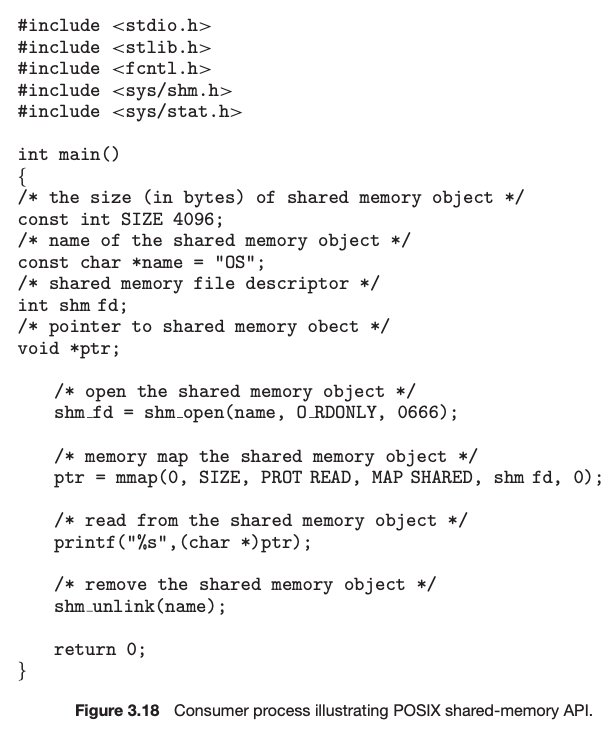 #include <stdio.h>
#include <stlib.h>
#include <fcntl.h>
#include <sys/shm.h>
#include <sys/stat.h>
int main()
{
/* the size (in bytes) of shared memory object */
const int SIZE 4096;
/* name of the shared memory object */
const char *name = "OS";
/* shared memory file descriptor */
int shm fd;
/* pointer to shared memory obect */
void *ptr;
/* open the shared memory object */
shm_fd = shm_open(name, O_RDONLY, 0666);
/* memory map the shared memory object */
ptr = mmap(0, SIZE, PROT READ, MAP SHARED, shm fd, 0);
/* read from the shared memory object */
printf("%s",(char *)ptr);
/* remove the shared memory object */
shm_unlink(name);
return 0;
}
Figure 3.18 Consumer process illustrating POSIX shared-memory API.